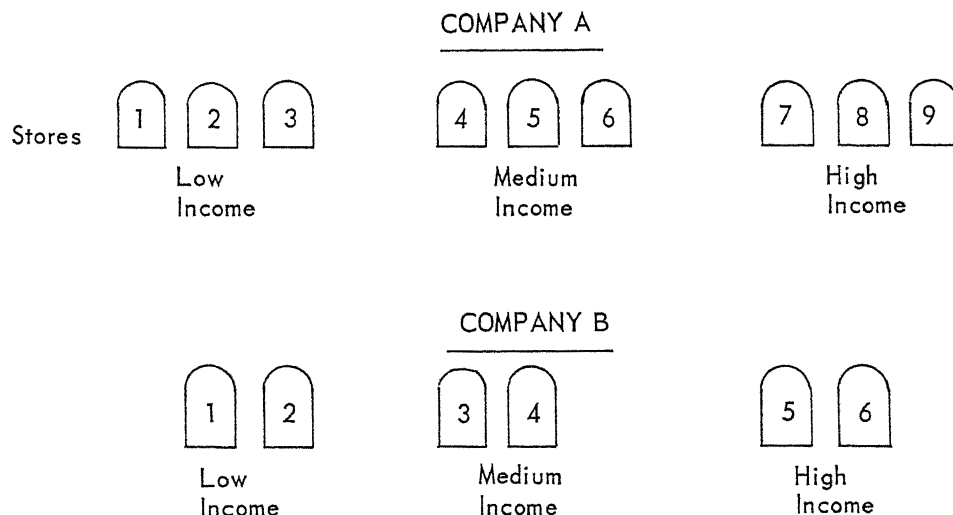 COMPANY A
Stores 1 2 3 4 5 6 7 8 9
Low Medium High
Income Income Income
COMPANY B
1 2 3 4 5 6
Low Medium High
Income Income Income